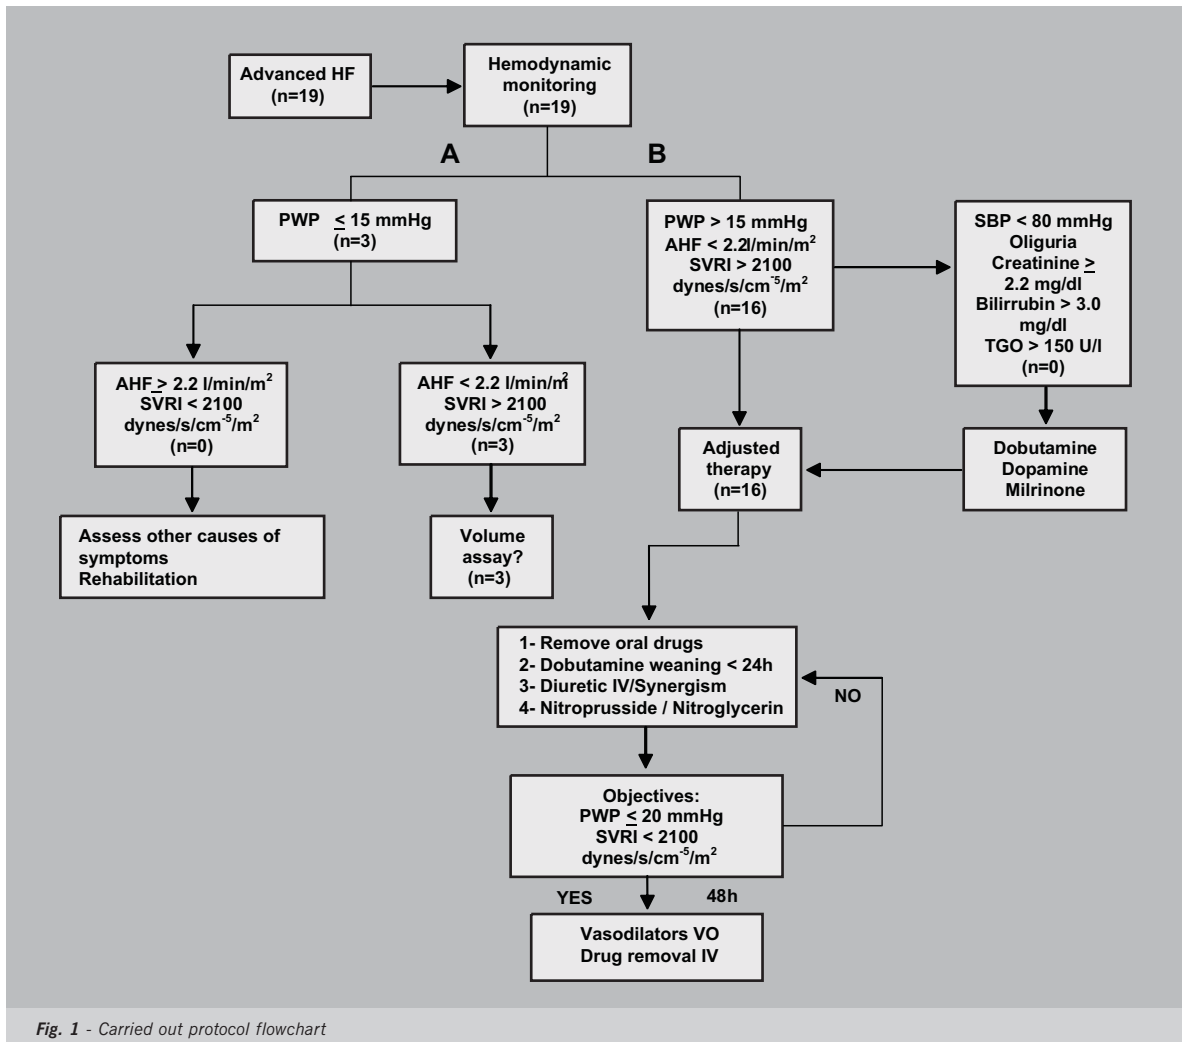 Advanced HF
(n=19)
Hemodynamic
monitoring
(n=19)
A
B
PWP ≤ 15 mmHg
(n=3)
PWP > 15 mmHg
AHF < 2.2l/min/m²
SVRI > 2100
dynes/s/cm⁻⁵/m²
(n=16)
SBP < 80 mmHg
Oliguria
Creatinine ≥
2.2 mg/dl
Bilirrubin > 3.0
mg/dl
TGO > 150 U/l
(n=0)
AHF ≥ 2.2 l/min/m²
SVRI < 2100
dynes/s/cm⁻⁵/m²
(n=0)
AHF < 2.2 l/min/m²
SVRI > 2100
dynes/s/cm⁻⁵/m²
(n=3)
Adjusted
therapy
(n=16)
Dobutamine
Dopamine
Milrinone
Assess other causes of
symptoms
Rehabilitation
Volume
assay?
(n=3)
1- Remove oral drugs
2- Dobutamine weaning < 24h
3- Diuretic IV/Synergism
4- Nitroprusside / Nitroglycerin
NO
Objectives:
PWP ≤ 20 mmHg
SVRI < 2100
dynes/s/cm⁻⁵/m²
YES
48h
Vasodilators VO
Drug removal IV
Fig. 1 - Carried out protocol flowchart